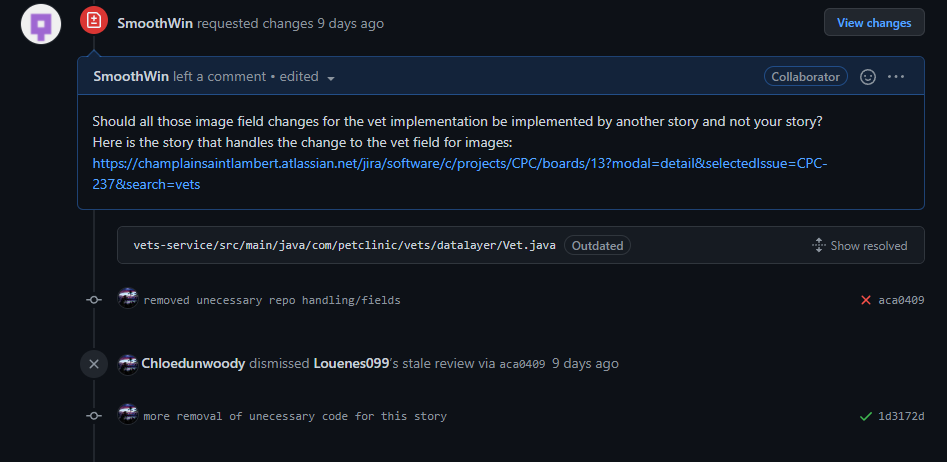 SmoothWin requested changes 9 days ago
View changes
SmoothWin left a comment • edited
Collaborator
Should all those image field changes for the vet implementation be implemented by another story and not your story?
Here is the story that handles the change to the vet field for images:
https://champlainsaintlambert.atlassian.net/jira/software/c/projects/CPC/boards/13?modal=detail&selectedIssue=CPC-
237&search=vets
vets-service/src/main/java/com/petclinic/vets/datalayer/Vet.java Outdated
Show resolved
removed unecessary repo handling/fields
aca0409
Chloedunwoody dismissed Louenes099's stale review via aca0409 9 days ago
more removal of unecessary code for this story
1d3172d